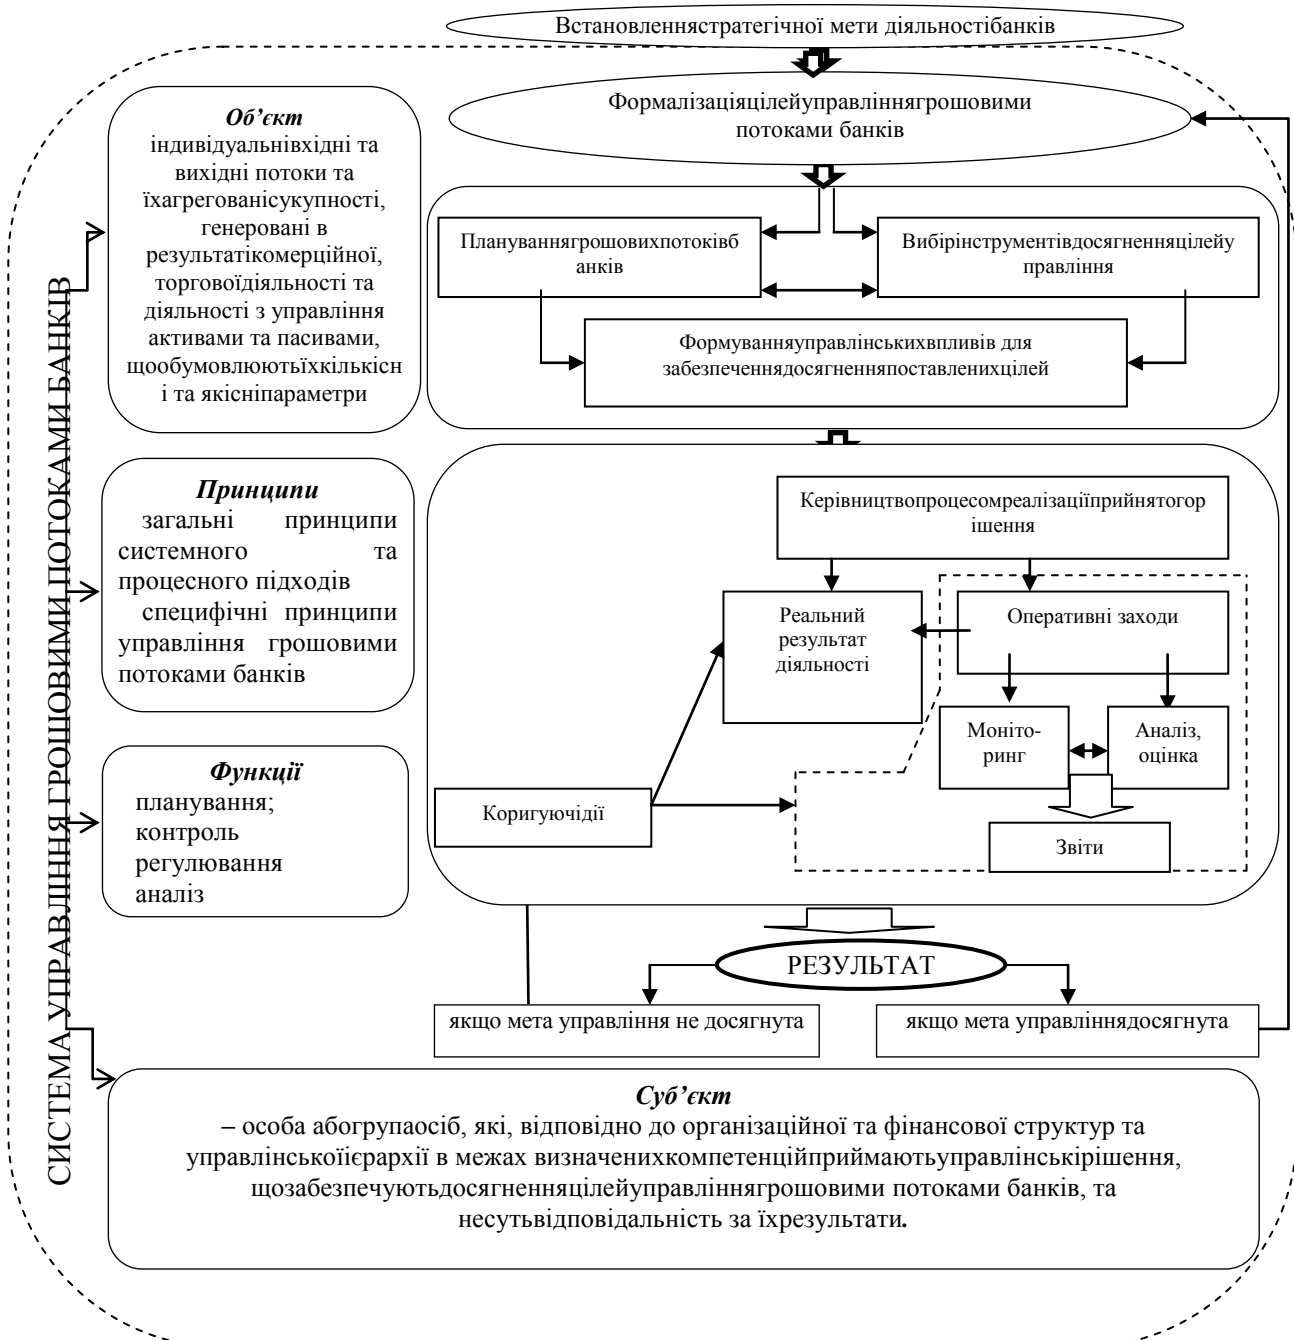 Встановленнястратегічної мети діяльностібанків
Формалізаціяцілейуправліннягрошовими
потоками банків
СИСТЕМА УПРАВЛІННЯ ГРОШОВИМИ ПОТОКАМИ БАНКІВ
Об’єкт
індивідуальнівхідні та
вихідні потоки та
їхагрегованісукупності,
генеровані в
результатікомерційної,
торговоїдіяльності та
діяльності з управління
активами та пасивами,
щообумовлюютьїхкількісн
і та якісніпараметри
Плануваннягрошовихпотоківб
анків
Вибірінструментівдосягненняцілейу
правління
Формуванняуправлінськихвпливів для
забезпеченнядосягненняпоставленихцілей
Принципи
загальні принципи
системного та
процесного підходів
специфічні принципи
управління грошовими
потоками банків
Керівництвопроцесомреалізаціїприйнятогор
ішення
Реальний
результат
діяльності
Оперативні заходи
Моніто-
ринг
Аналіз,
оцінка
Звіти
Коригуючідії
Функції
планування;
контроль
регулювання
аналіз
РЕЗУЛЬТАТ
якщо мета управління не досягнута
якщо мета управліннядосягнута
Суб’єкт
– особа абогрупаосіб, які, відповідно до організаційної та фінансової структур та
управлінськоїієрархії в межах визначенихкомпетенційприймаютьуправлінськірішення,
щозабезпечуютьдосягненняцілейуправліннягрошовими потоками банків, та
несутьвідповідальність за їхрезультати.